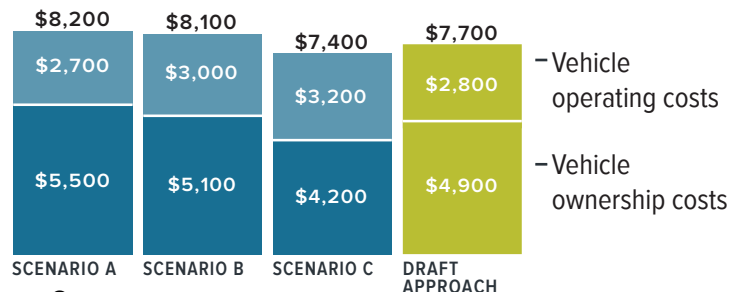 $8,200
$8,100
$7,400
$7,700
$2,700
$3,000
$3,200
$2,800
– Vehicle
operating costs
$5,500
$5,100
$4,200
$4,900
– Vehicle
ownership costs
SCENARIO A
SCENARIO B
SCENARIO C
DRAFT
APPROACH